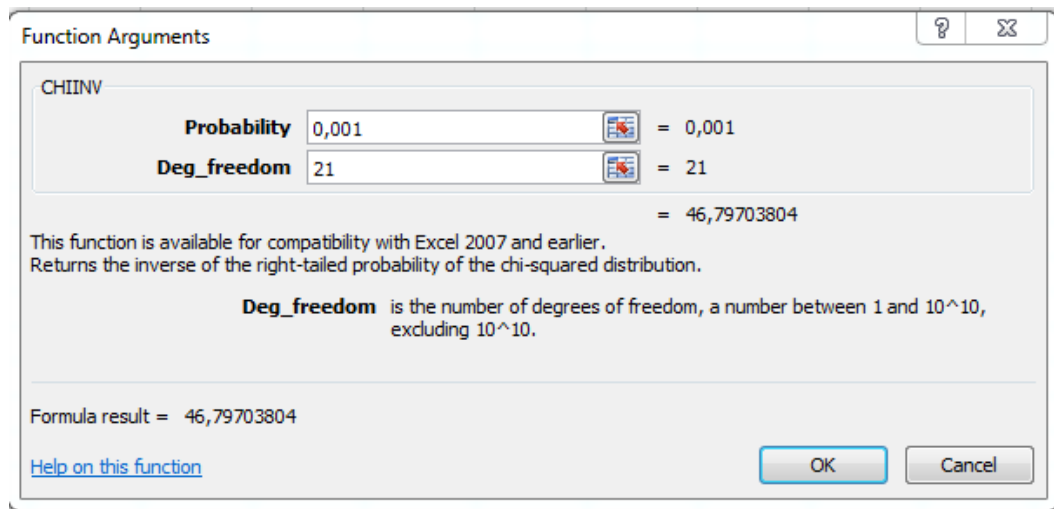 Function Arguments
CHIINV
Probability 0,001 = 0,001
Deg_freedom 21 = 21
= 46,79703804
This function is available for compatibility with Excel 2007 and earlier.
Returns the inverse of the right-tailed probability of the chi-squared distribution.
Deg_freedom is the number of degrees of freedom, a number between 1 and 10^10,
excluding 10^10.
Formula result = 46,79703804
Help on this function
OK Cancel